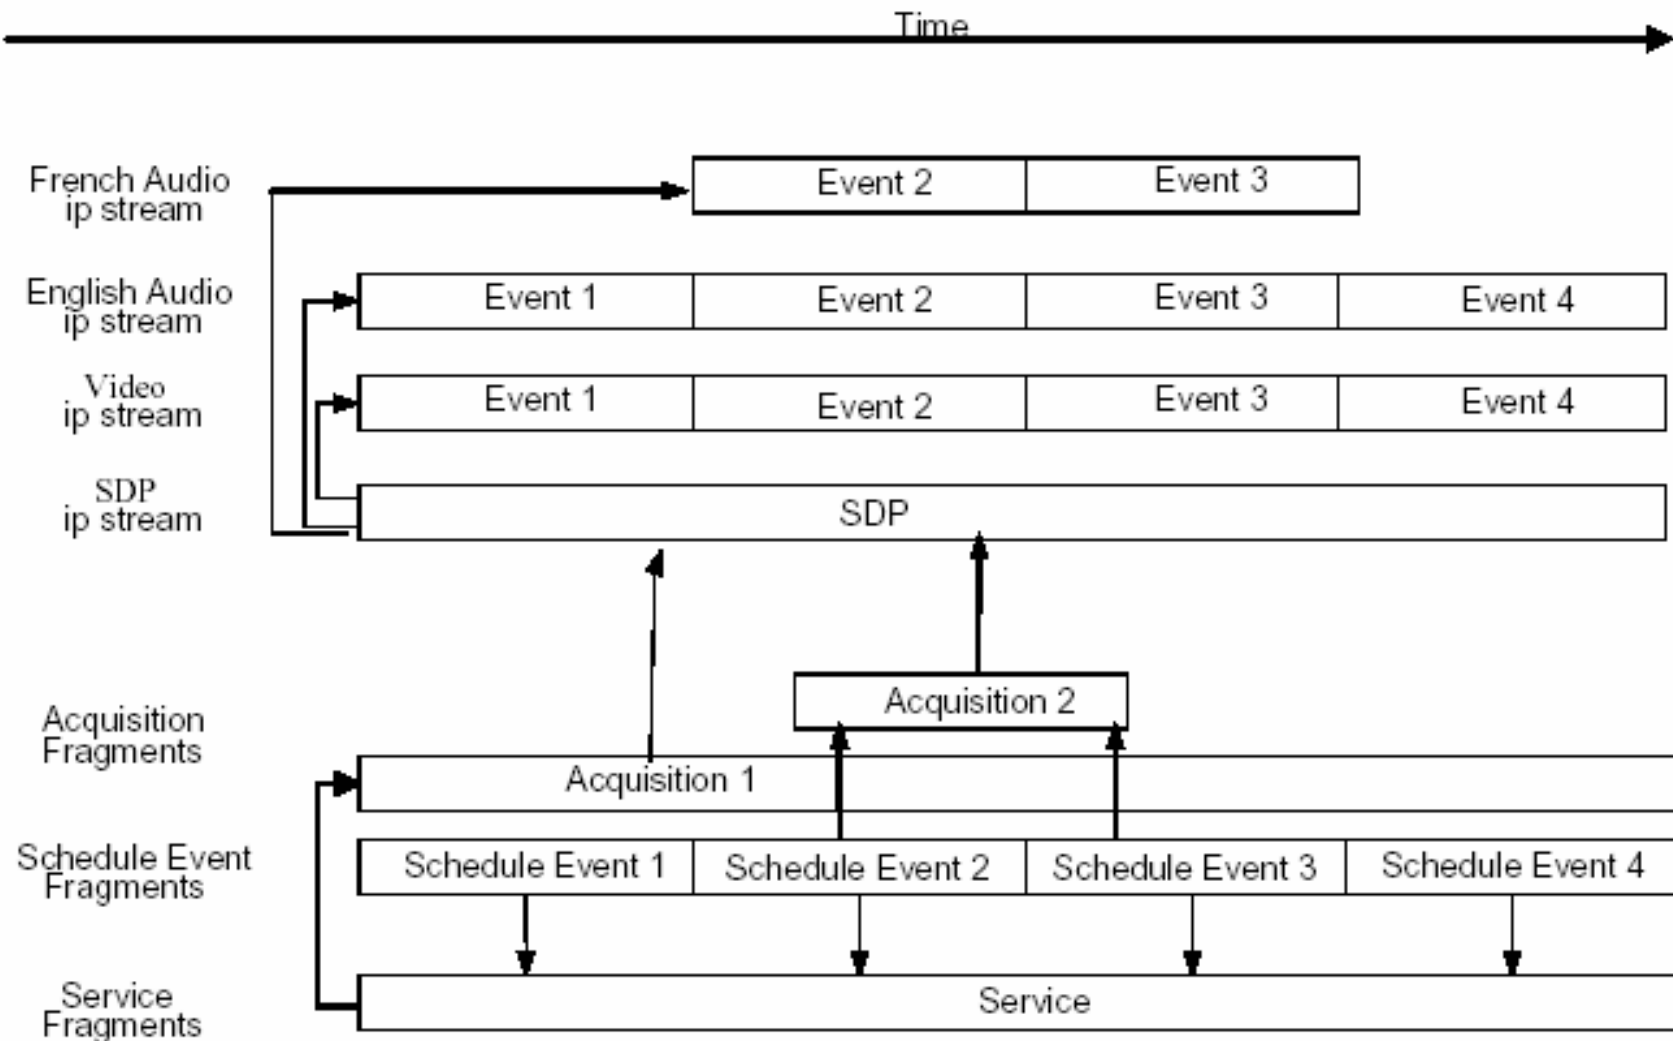 Time
French Audio
ip stream
Event 2
Event 3
English Audio
ip stream
Event 1
Event 2
Event 3
Event 4
Video
ip stream
Event 1
Event 2
Event 3
Event 4
SDP
ip stream
SDP
Acquisition 2
Acquisition
Fragments
Acquisition 1
Schedule Event
Fragments
Schedule Event 1
Schedule Event 2
Schedule Event 3
Schedule Event 4
Service
Fragments
Service